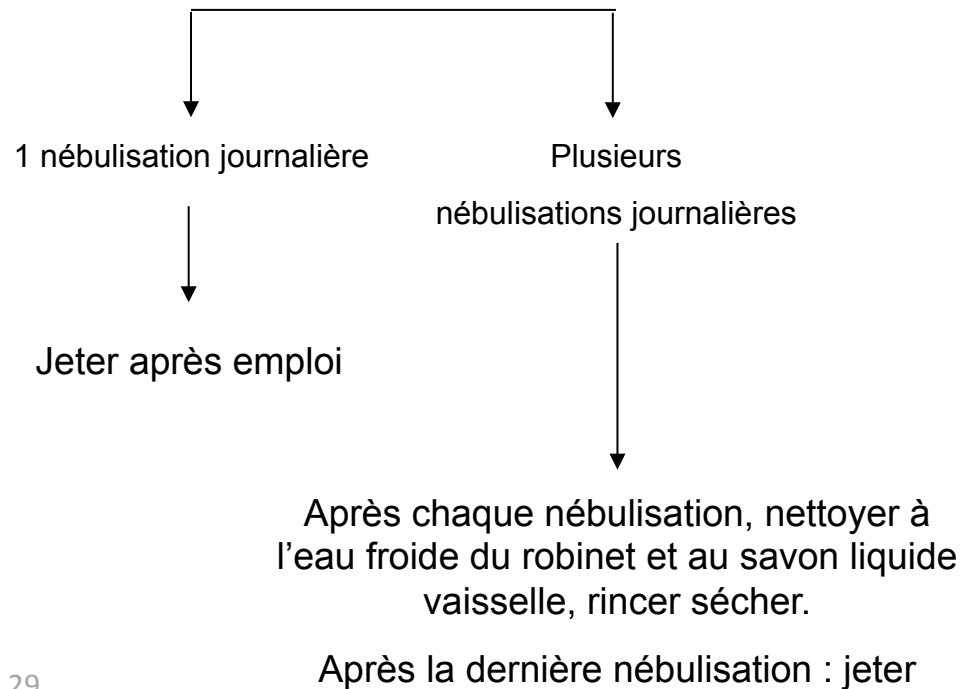 1 nébulisation journalière
Plusieurs
nébulisations journalières
Jeter après emploi
Après chaque nébulisation, nettoyer à
l’eau froide du robinet et au savon liquide
vaisselle, rincer sécher.
Après la dernière nébulisation : jeter
29